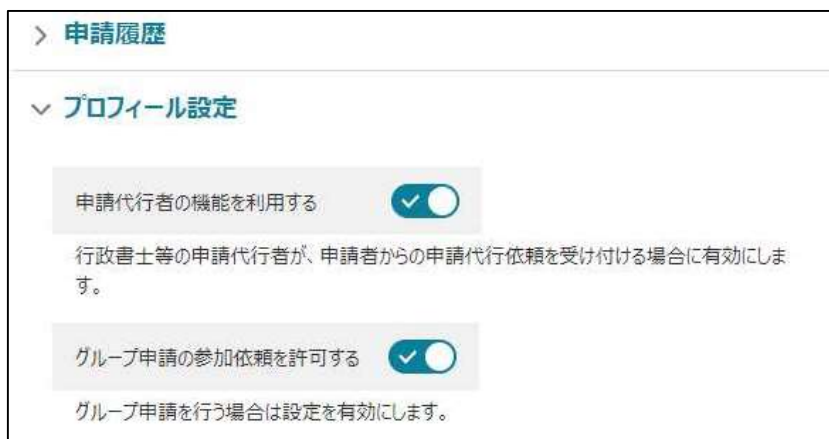 申請履歴
プロフィール設定
申請代行者の機能を利用する
行政書士等の申請代行者が、申請者からの申請代行依頼を受け付ける場合に有効にしま
す。
グループ申請の参加依頼を許可する
グループ申請を行う場合は設定を有効にします。